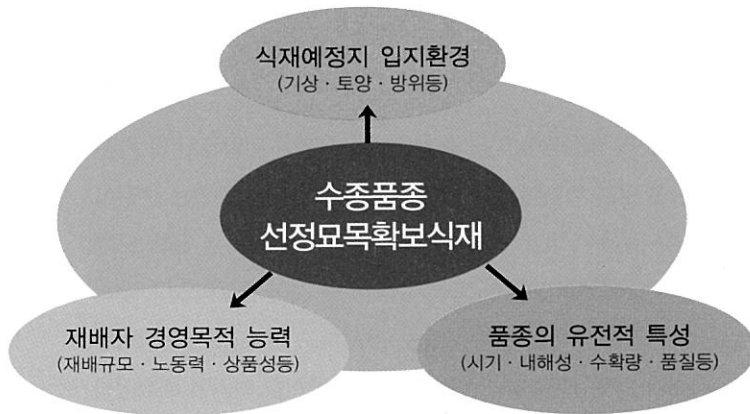 식재예정지 입지환경
(기상 · 토양 · 방위등)
수종품종
선정묘목확보식재
재배자 경영목적 능력
(재배규모 · 노동력 · 상품성등)
품종의 유전적 특성
(시기 · 내해성 · 수확량 · 품질등)